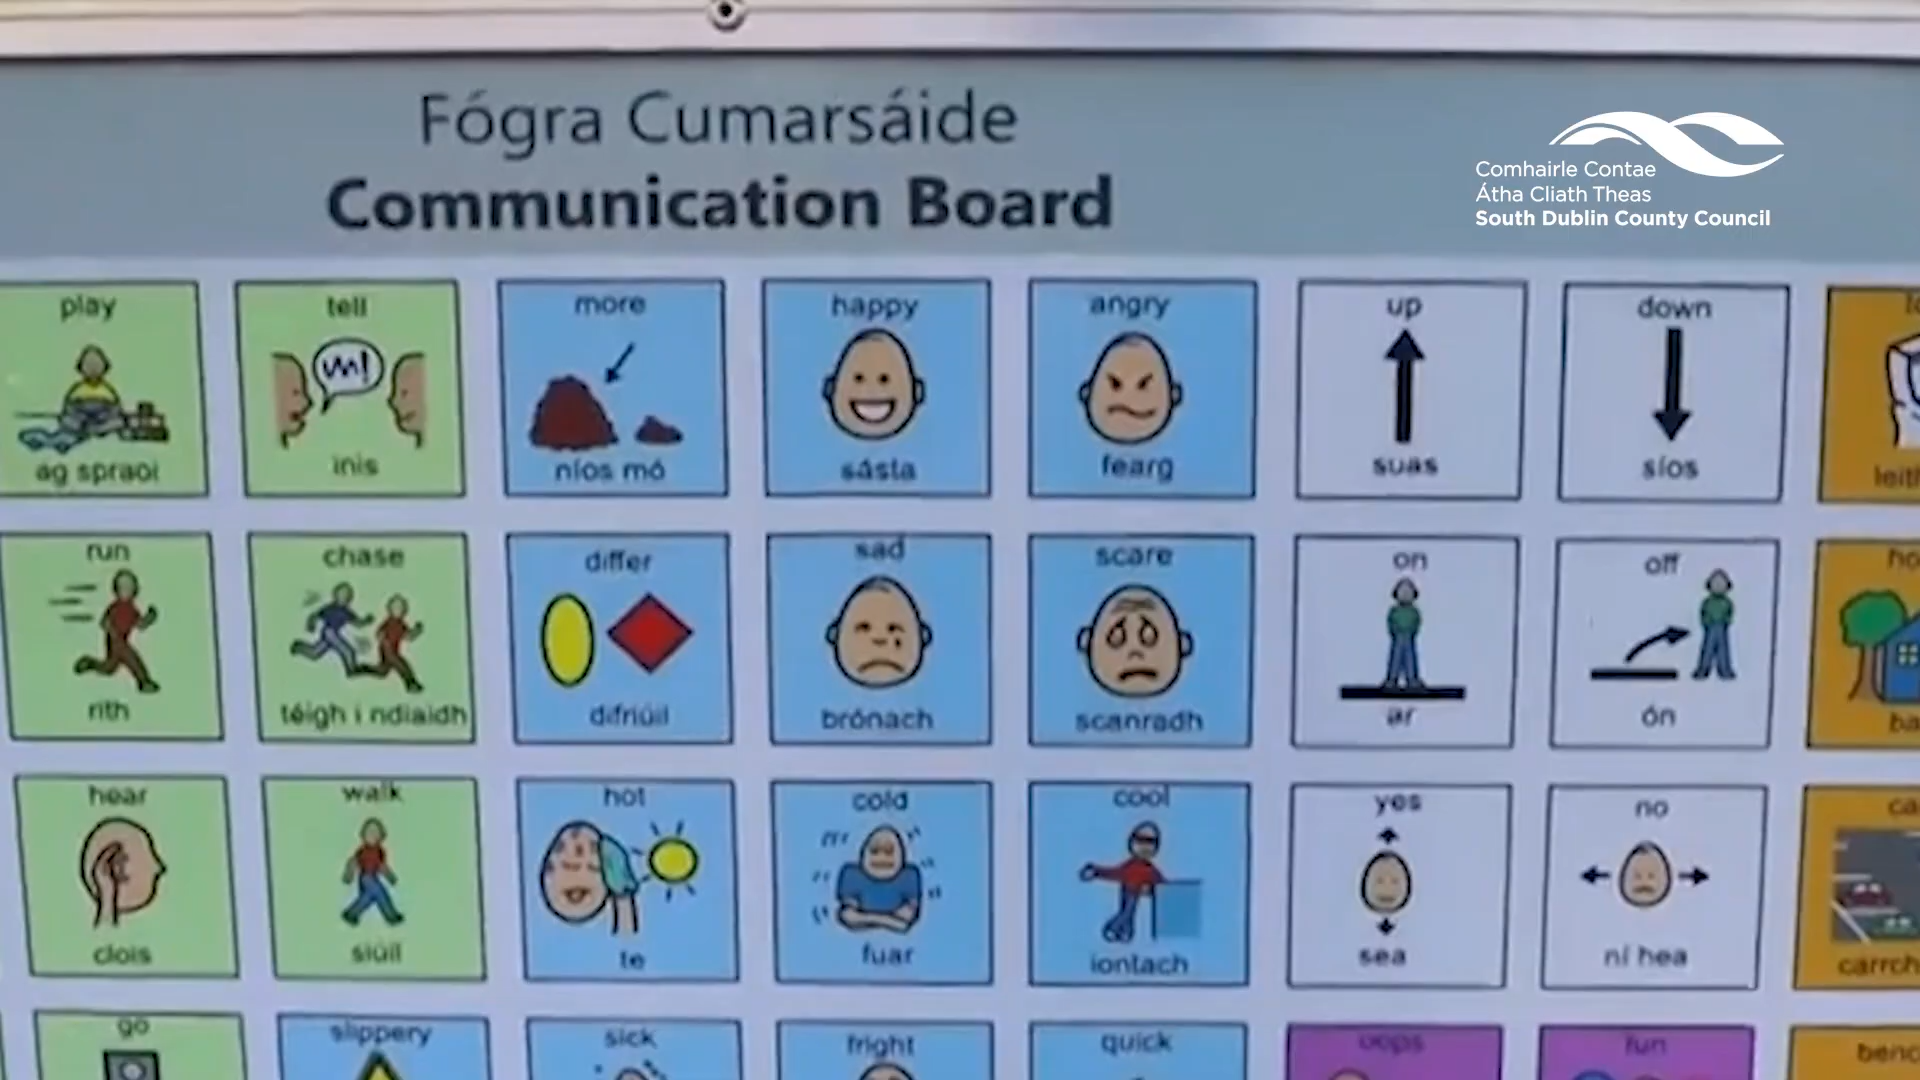 Fógra Cumarsáide
Communication Board
Comhairle Contae
Átha Cliath Theas
South Dublin County Council
play
ag spraoi
tell
inis
more
níos mó
happy
sásta
angry
fearg
up
suas
down
síos
run
rith
chase
téigh i ndiaidh
differ
difriúil
sad
brónach
scare
scanradh
on
ar
off
ón
hear
clois
walk
siúil
hot
te
cold
fuar
cool
iontach
yes
sea
no
ní hea
go
slippery
sick
fright
quick
oops
fun